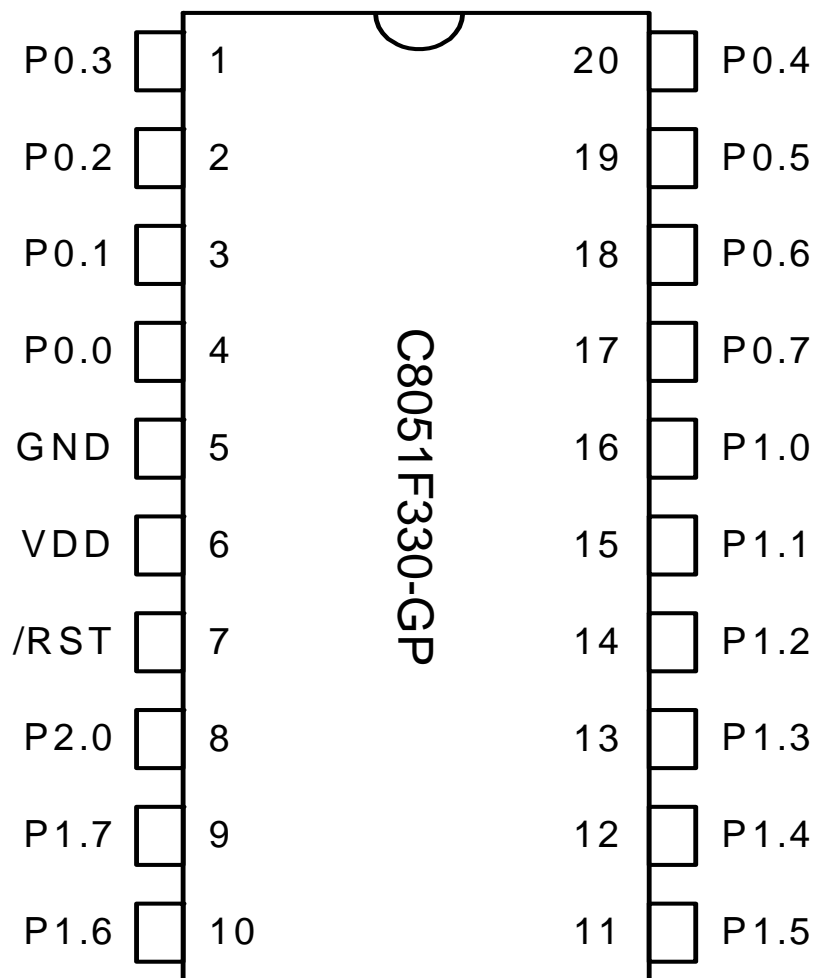 P0.3 1 20 P0.4
P0.2 2 19 P0.5
P0.1 3 18 P0.6
P0.0 4 17 P0.7
GND 5 16 P1.0
VDD 6 15 P1.1
/RST 7 14 P1.2
P2.0 8 13 P1.3
P1.7 9 12 P1.4
P1.6 10 11 P1.5
C8051F330-GP